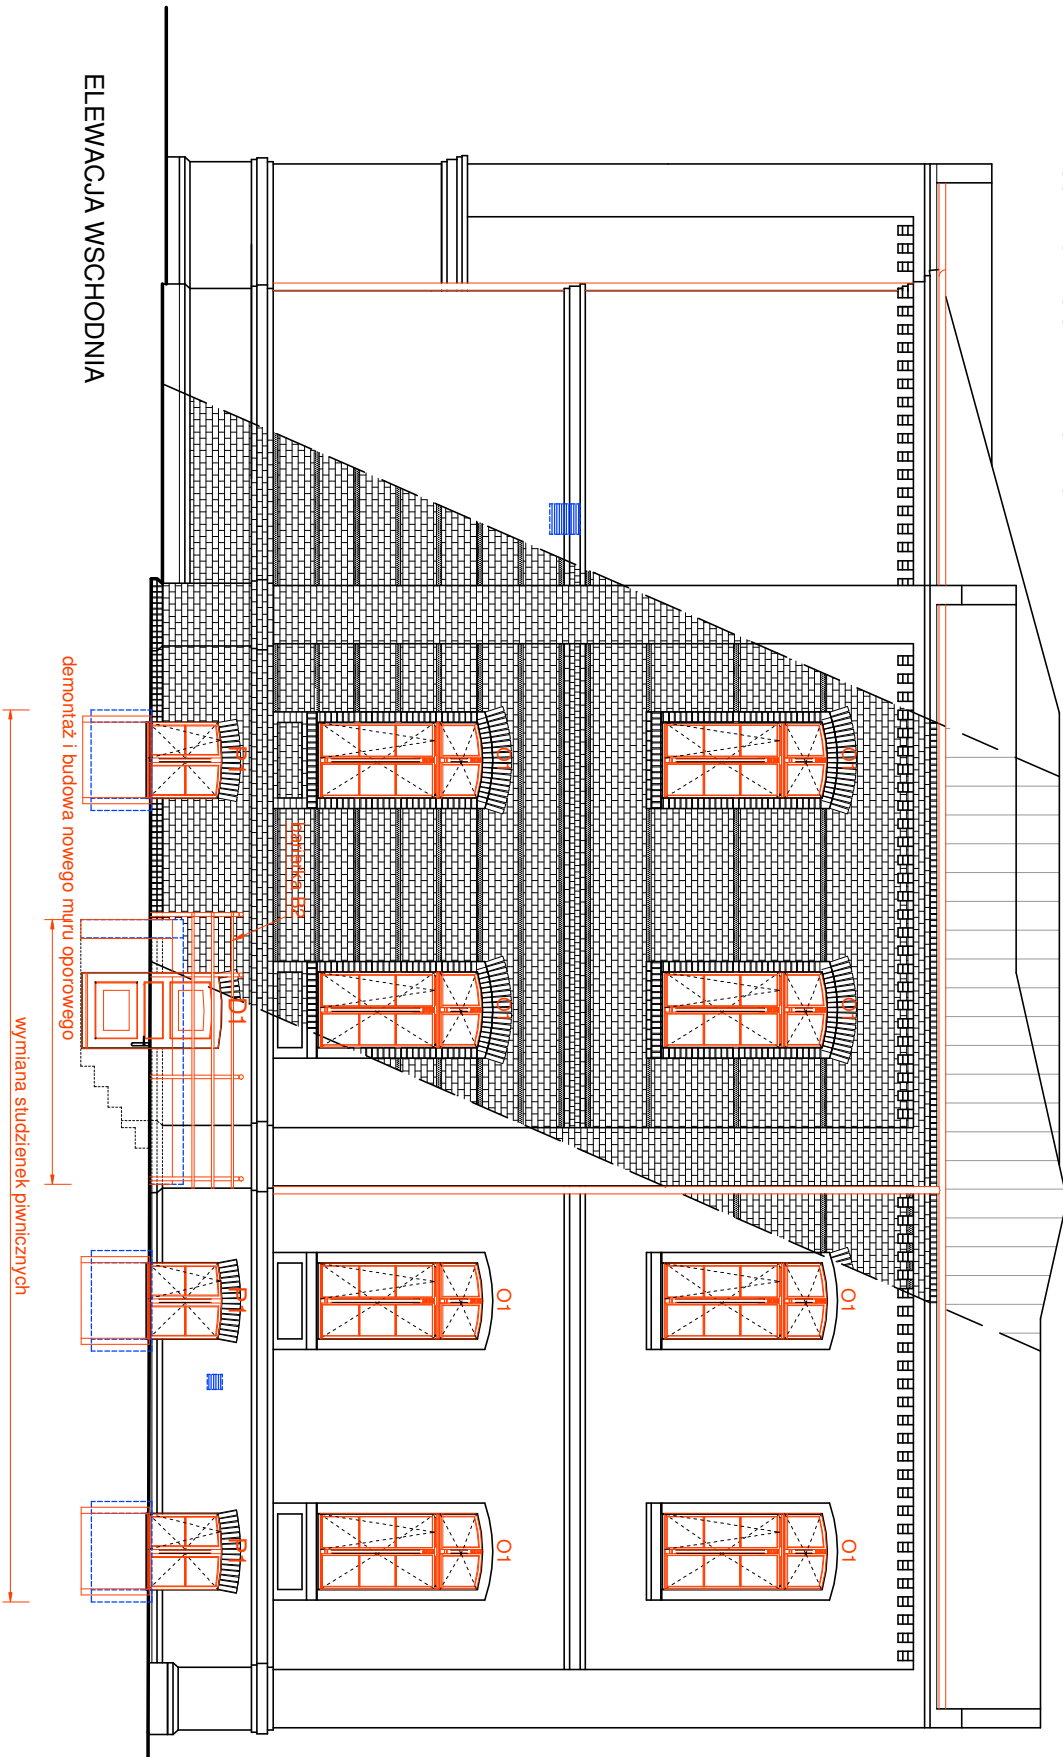 O1 O1 O1 O1
O1 O1 O1 O1
barierka B2
P1 D1 P1 P1
ELEWACJA WSCHODNIA
demontaż i budowa nowego muru oporowego
wymiana studzienek piwnicznych